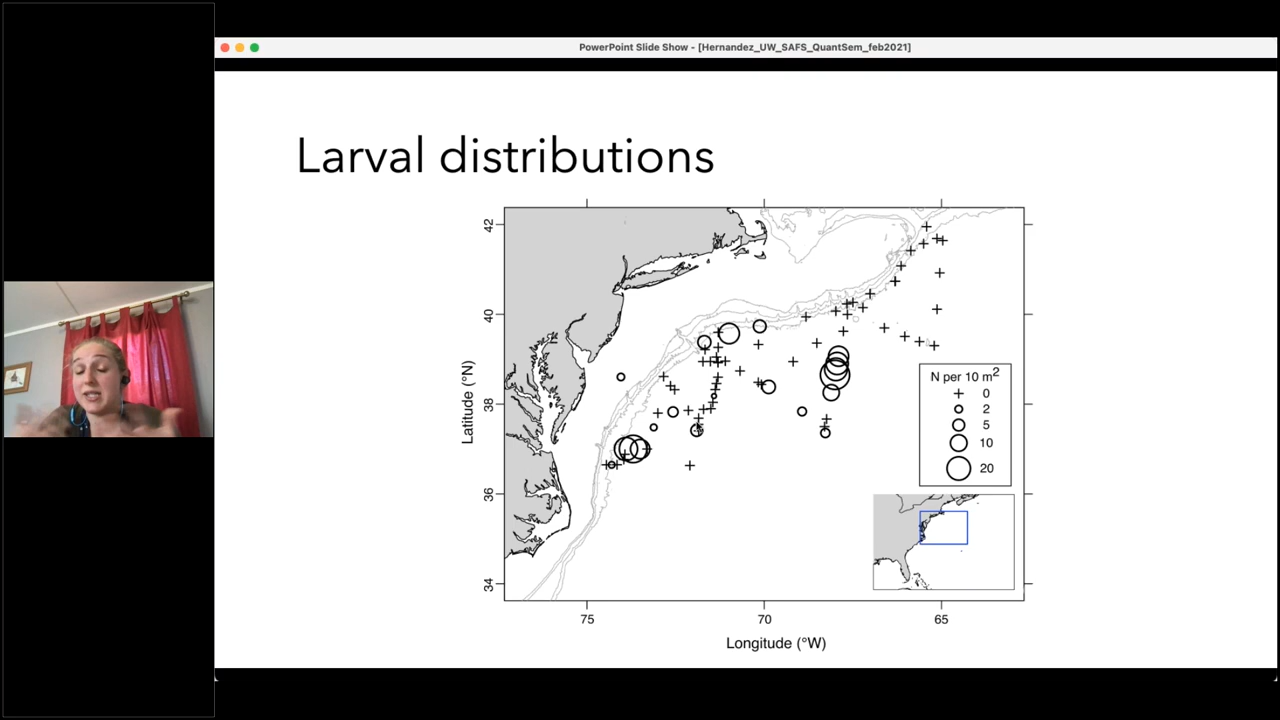 PowerPoint Slide Show - [Hernandez_UW_SAFS_QuantSem_feb2021]
Larval distributions
42
40
38
36
34
Latitude (°N)
N per 10 m2
0
2
5
10
20
75 70 65
Longitude (°W)